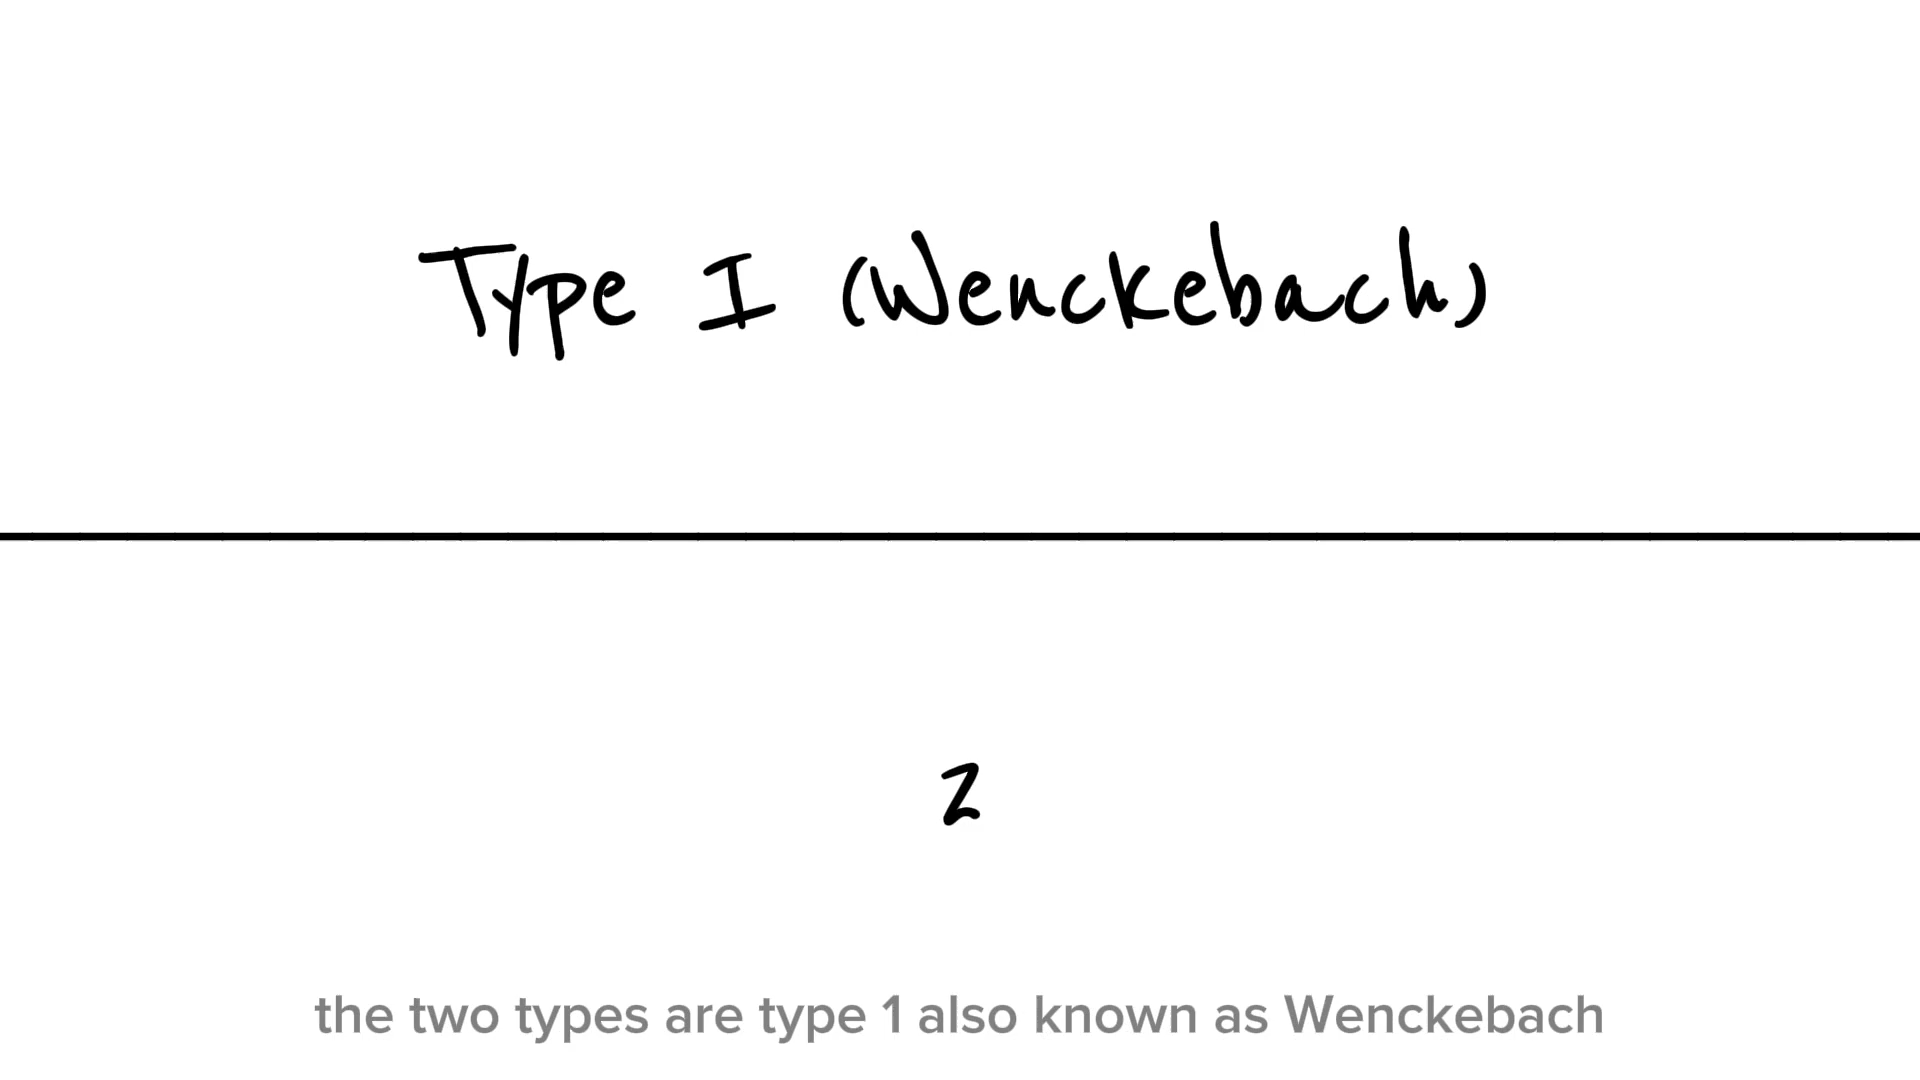 Type I (Wenckebach)
2
the two types are type 1 also known as Wenckebach